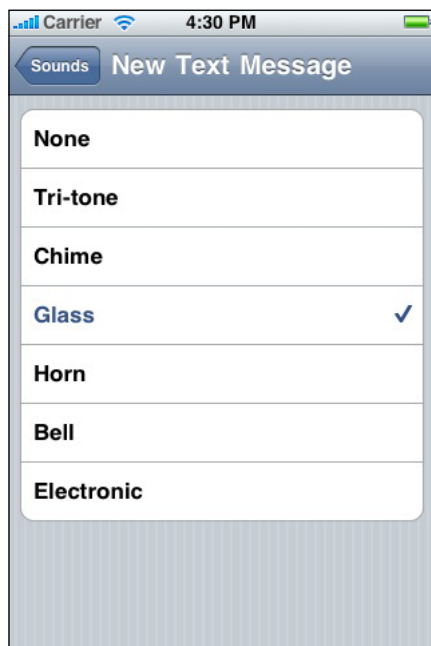 Carrier 4:30 PM
Sounds New Text Message
None
Tri-tone
Chime
Glass
Horn
Bell
Electronic